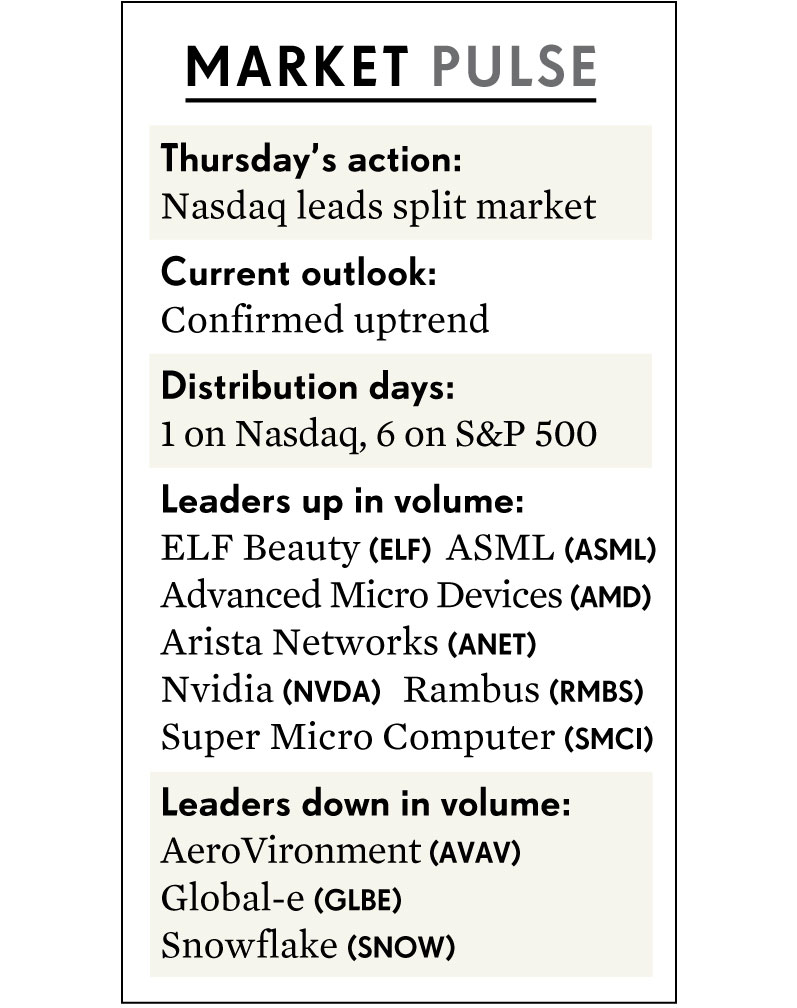 MARKET PULSE
Thursday's action:
Nasdaq leads split market
Current outlook:
Confirmed uptrend
Distribution days:
1 on Nasdaq, 6 on S&P 500
Leaders up in volume:
ELF Beauty (ELF) ASML (ASML)
Advanced Micro Devices (AMD)
Arista Networks (ANET)
Nvidia (NVDA) Rambus (RMBS)
Super Micro Computer (SMCI)
Leaders down in volume:
AeroVironment (AVAV)
Global-e (GLBE)
Snowflake (SNOW)